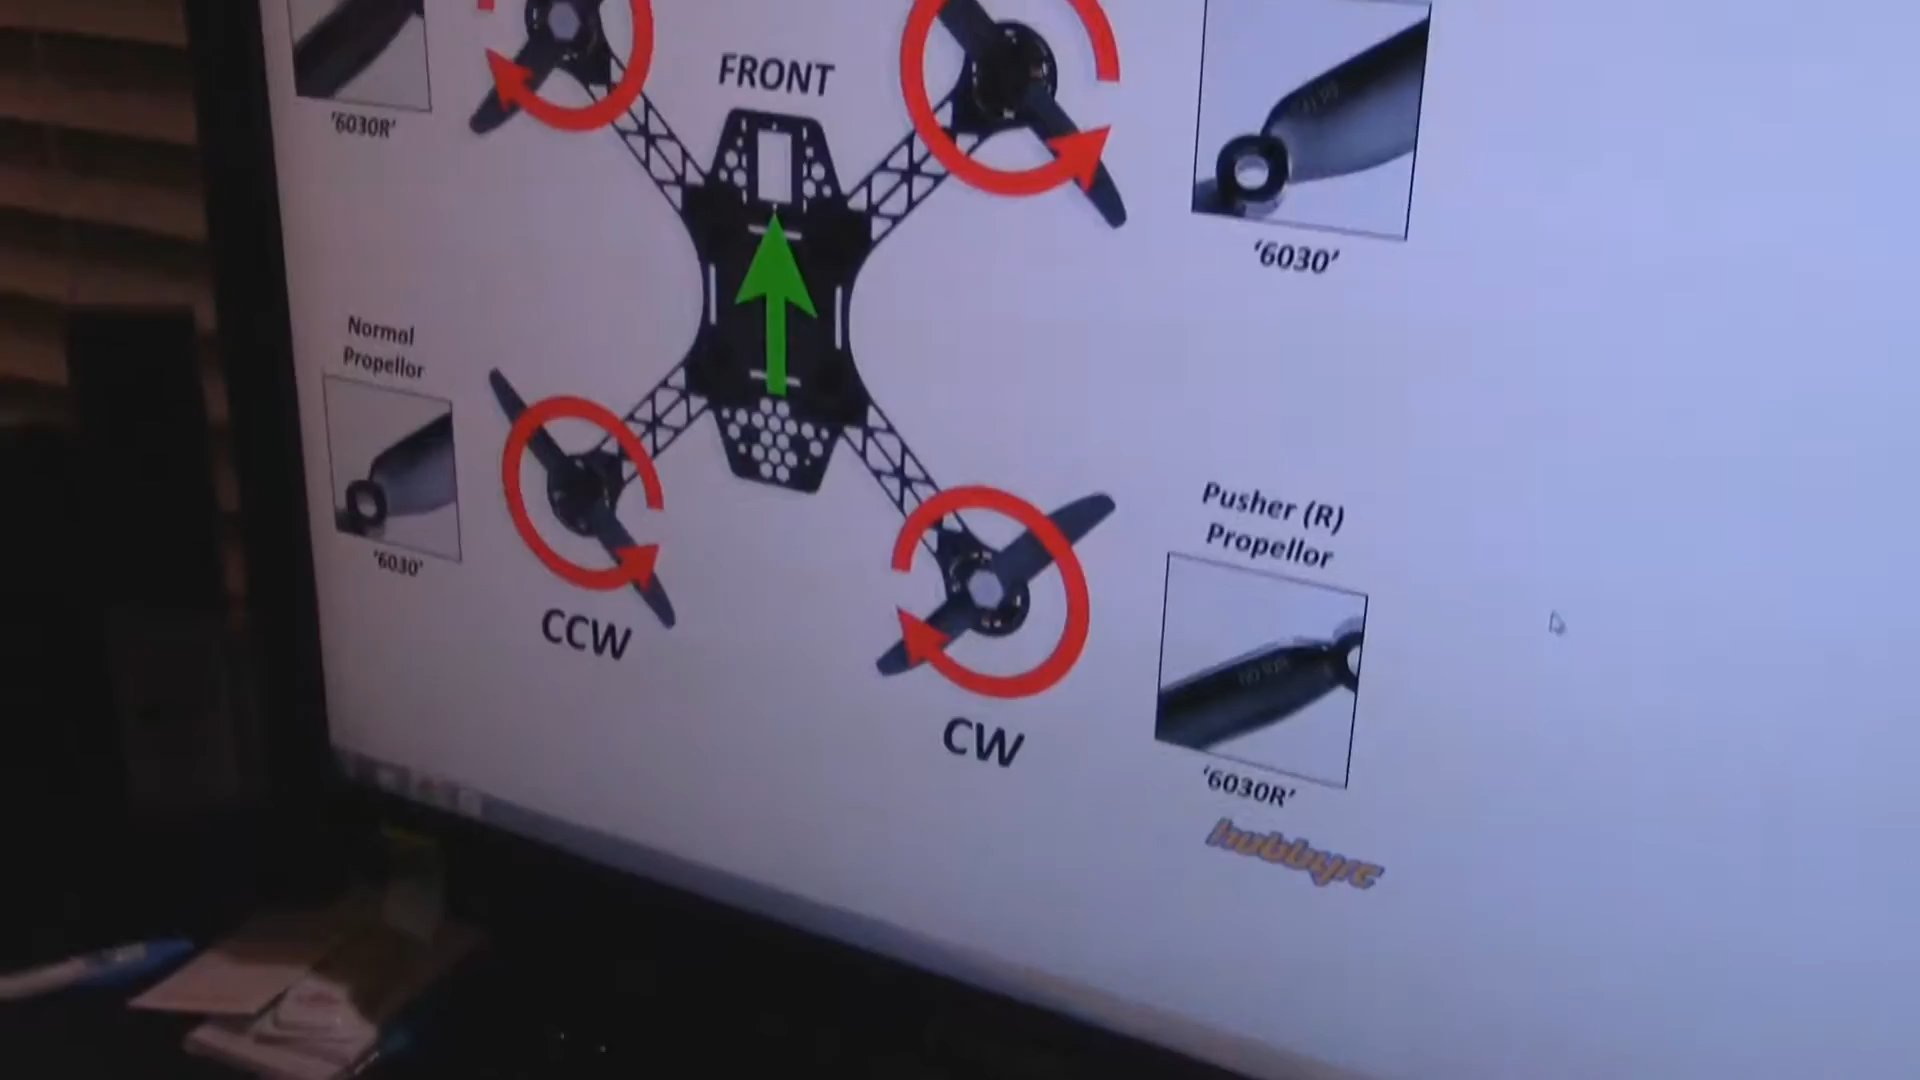 FRONT
'6030R'
'6030'
Normal
Propellor
'6030'
CCW
Pusher (R)
Propellor
CW
'6030R'
hobbyrc